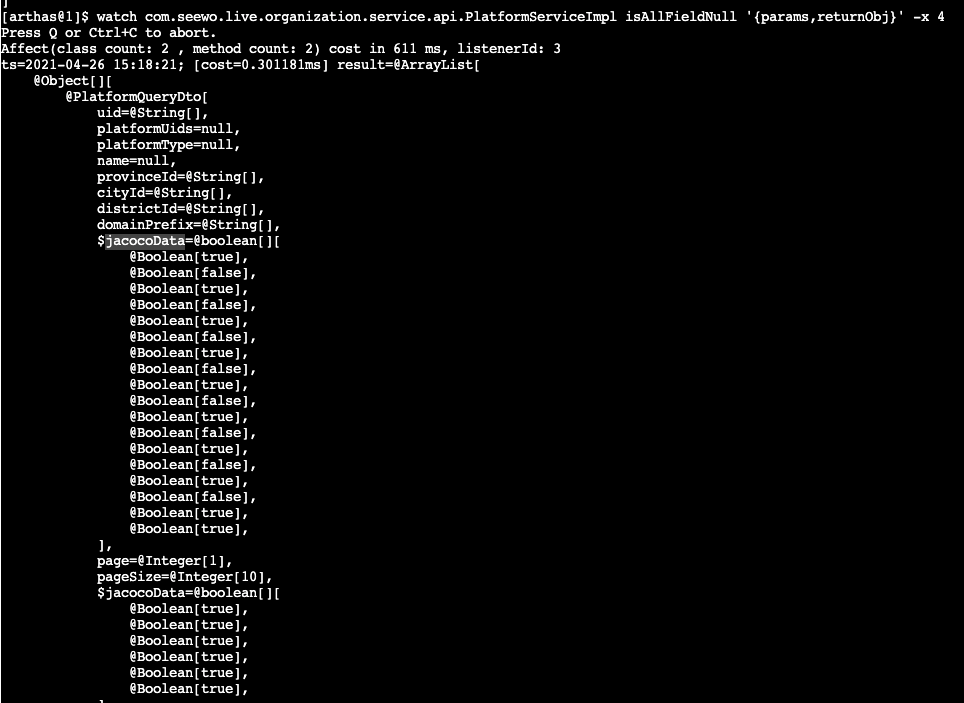 ]
[arthas@1]$ watch com.seewo.live.organization.service.api.PlatformServiceImpl isAllFieldNull '{params,returnObj}' -x 4
Press Q or Ctrl+C to abort.
Affect(class count: 2 , method count: 2) cost in 611 ms, listenerId: 3
ts=2021-04-26 15:18:21; [cost=0.301181ms] result=@ArrayList[
    @Object[][
        @PlatformQueryDto[
            uid=@String[],
            platformUids=null,
            platformType=null,
            name=null,
            provinceId=@String[],
            cityId=@String[],
            districtId=@String[],
            domainPrefix=@String[],
            $jacocoData=@boolean[][
                @Boolean[true],
                @Boolean[false],
                @Boolean[true],
                @Boolean[false],
                @Boolean[true],
                @Boolean[false],
                @Boolean[true],
                @Boolean[false],
                @Boolean[true],
                @Boolean[false],
                @Boolean[true],
                @Boolean[false],
                @Boolean[true],
                @Boolean[false],
                @Boolean[true],
                @Boolean[false],
                @Boolean[true],
                @Boolean[true],
            ],
            page=@Integer[1],
            pageSize=@Integer[10],
            $jacocoData=@boolean[][
                @Boolean[true],
                @Boolean[true],
                @Boolean[true],
                @Boolean[true],
                @Boolean[true],
                @Boolean[true],